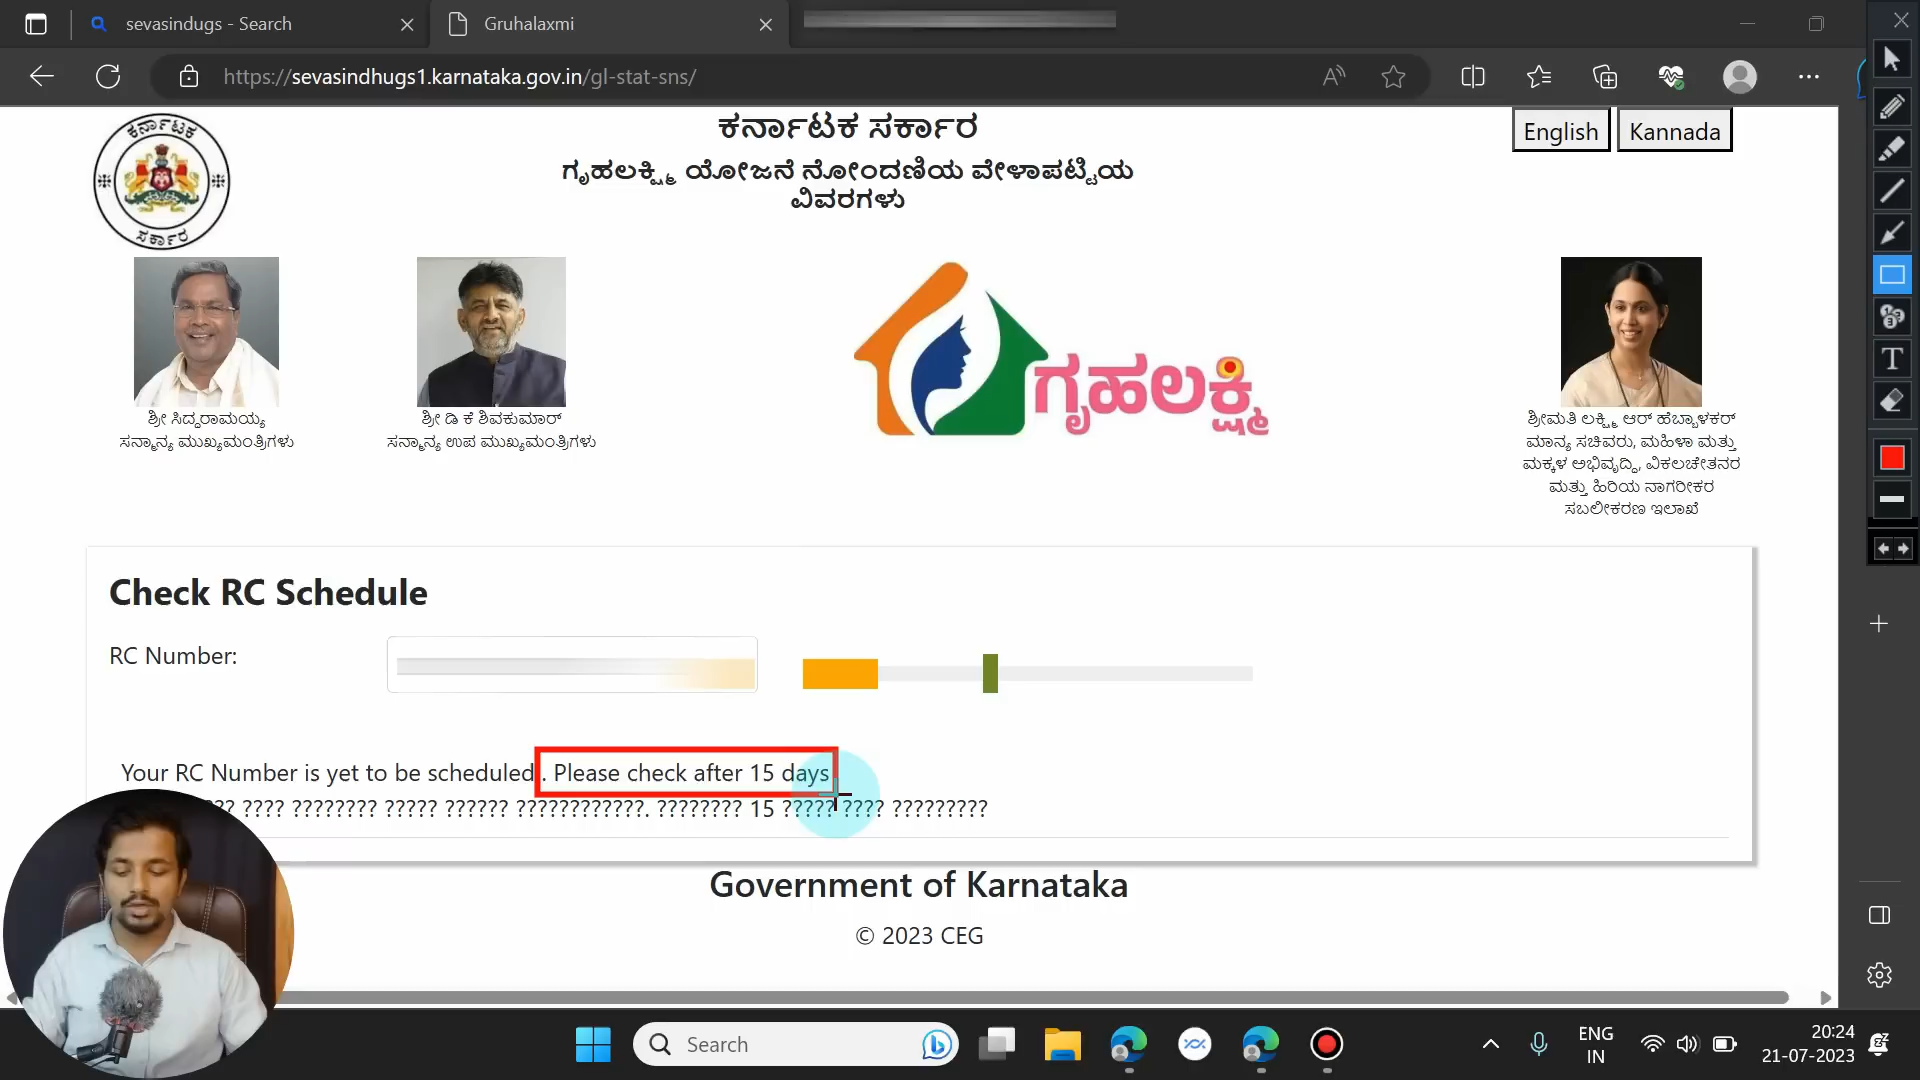 sevasindugs - Search
Gruhalaxmi
https://sevasindhugs1.karnataka.gov.in/gl-stat-sns/
ಕರ್ನಾಟಕ
ಸರ್ಕಾರ
ಕರ್ನಾಟಕ ಸರ್ಕಾರ
ಗೃಹಲಕ್ಷ್ಮಿ ಯೋಜನೆ ನೋಂದಣಿಯ ವೇಳಾಪಟ್ಟಿಯ
ವಿವರಗಳು
English
Kannada
ಶ್ರೀ ಸಿದ್ದರಾಮಯ್ಯ
ಸನ್ಮಾನ್ಯ ಮುಖ್ಯಮಂತ್ರಿಗಳು
ಶ್ರೀ ಡಿ ಕೆ ಶಿವಕುಮಾರ್
ಸನ್ಮಾನ್ಯ ಉಪ ಮುಖ್ಯಮಂತ್ರಿಗಳು
ಗೃಹಲಕ್ಷ್ಮಿ
ಶ್ರೀಮತಿ ಲಕ್ಷ್ಮಿ ಆರ್ ಹೆಬ್ಬಾಳಕರ್
ಮಾನ್ಯ ಸಚಿವರು, ಮಹಿಳಾ ಮತ್ತು
ಮಕ್ಕಳ ಅಭಿವೃದ್ಧಿ, ವಿಕಲಚೇತನರ
ಮತ್ತು ಹಿರಿಯ ನಾಗರೀಕರ
ಸಬಲೀಕರಣ ಇಲಾಖೆ
Check RC Schedule
RC Number:
Your RC Number is yet to be scheduled . Please check after 15 days
?? ???? ???????? ????? ?????? ????????????. ???????? 15 ????? ???? ?????????
Government of Karnataka
© 2023 CEG
Search
ENG
IN
20:24
21-07-2023